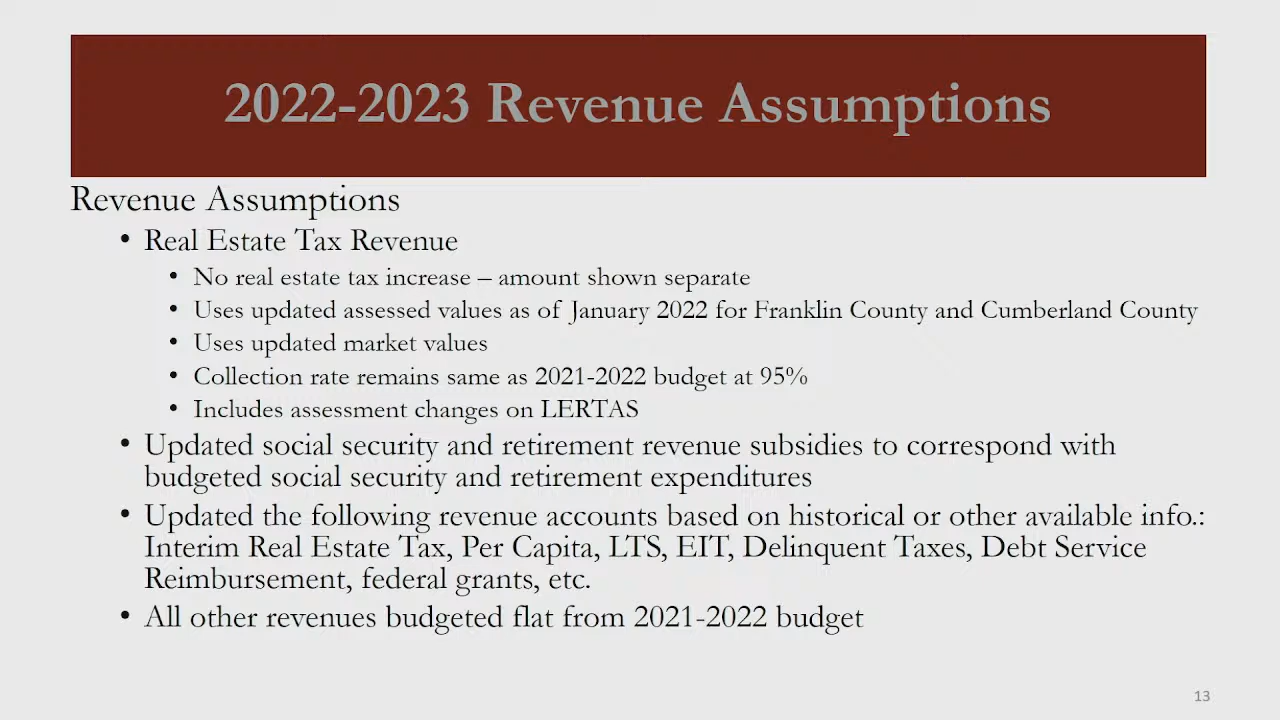 2022-2023 Revenue Assumptions
Revenue Assumptions
• Real Estate Tax Revenue
• No real estate tax increase – amount shown separate
• Uses updated assessed values as of January 2022 for Franklin County and Cumberland County
• Uses updated market values
• Collection rate remains same as 2021-2022 budget at 95%
• Includes assessment changes on LERTAS
• Updated social security and retirement revenue subsidies to correspond with
budgeted social security and retirement expenditures
• Updated the following revenue accounts based on historical or other available info.:
Interim Real Estate Tax, Per Capita, LTS, EIT, Delinquent Taxes, Debt Service
Reimbursement, federal grants, etc.
• All other revenues budgeted flat from 2021-2022 budget
13